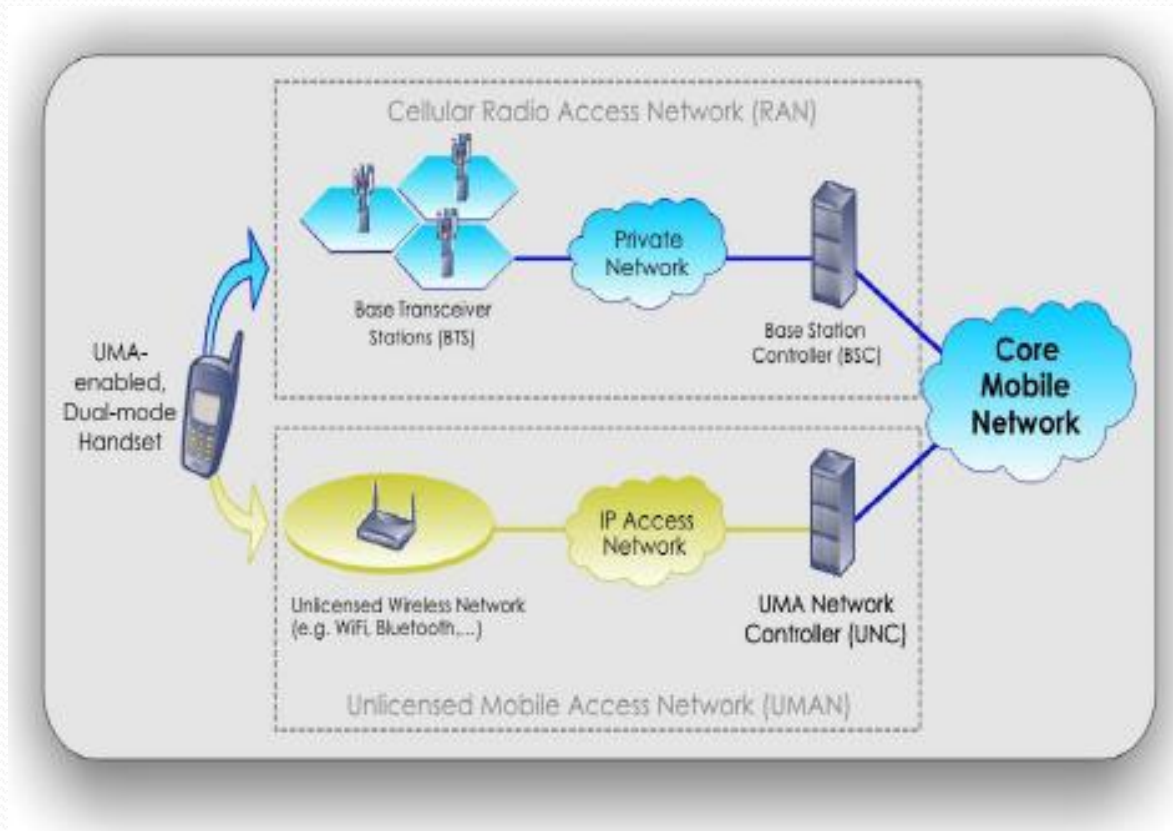 Cellular Radio Access Network (RAN)
Private
Network
Base Transceiver
Stations (BTS)
Base Station
Controller (BSC)
UMA-
enabled,
Dual-mode
Handset
Core
Mobile
Network
IP Access
Network
Unlicensed Wireless Network
(e.g. WiFi, Bluetooth,...)
UMA Network
Controller (UNC)
Unlicensed Mobile Access Network (UMAN)